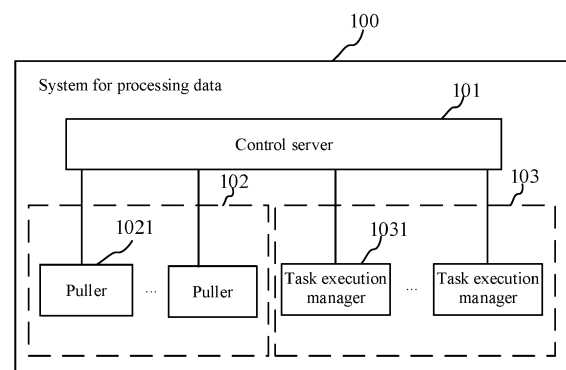 100
System for processing data
101
Control server
102
103
1021
1031
Puller
...
Puller
Task execution
manager
...
Task execution
manager